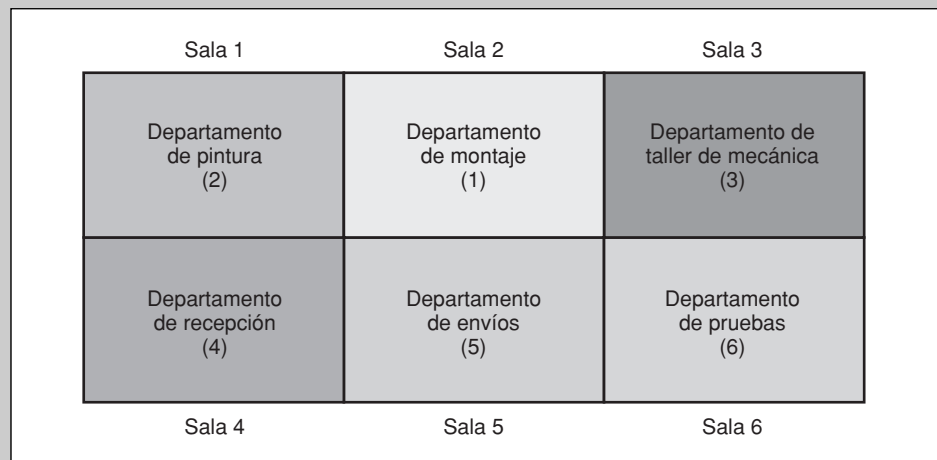 Sala 1
Sala 2
Sala 3
Departamento
de pintura
(2)
Departamento
de montaje
(1)
Departamento de
taller de mecánica
(3)
Departamento
de recepción
(4)
Departamento
de envíos
(5)
Departamento
de pruebas
(6)
Sala 4
Sala 5
Sala 6